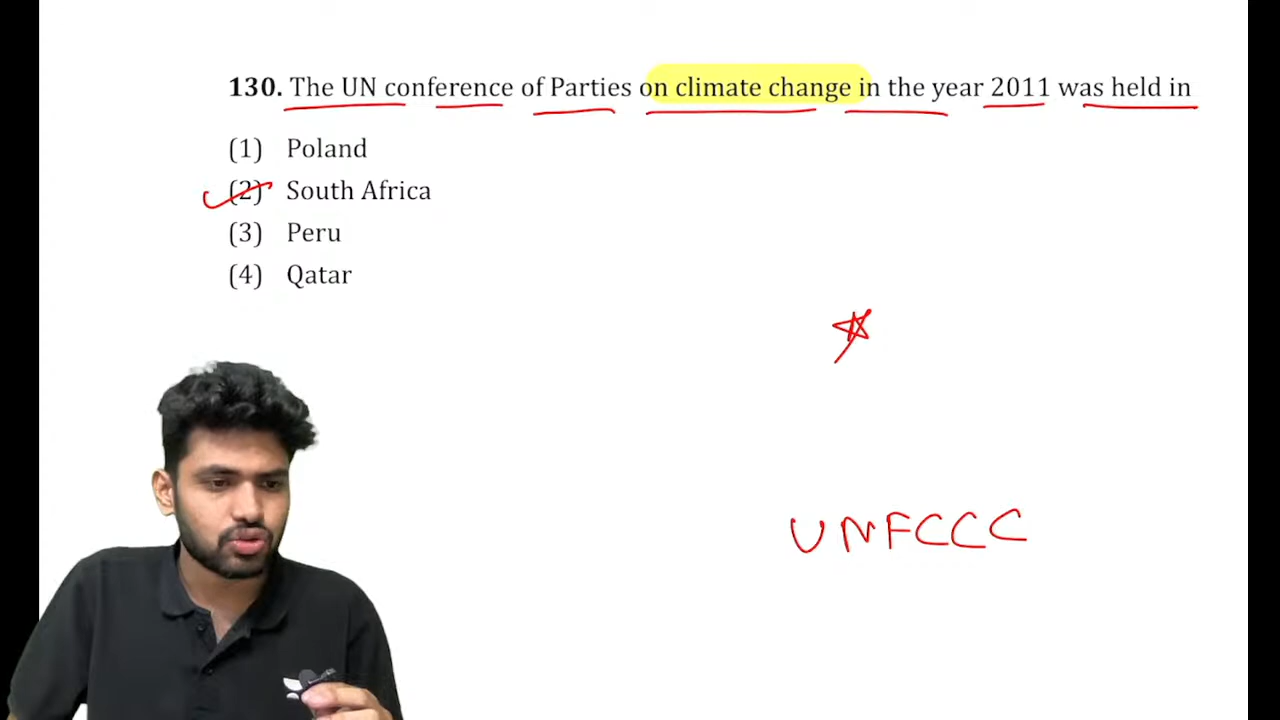 130. The UN conference of Parties on climate change in the year 2011 was held in
(1) Poland
(2) South Africa
(3) Peru
(4) Qatar
UNFCCC